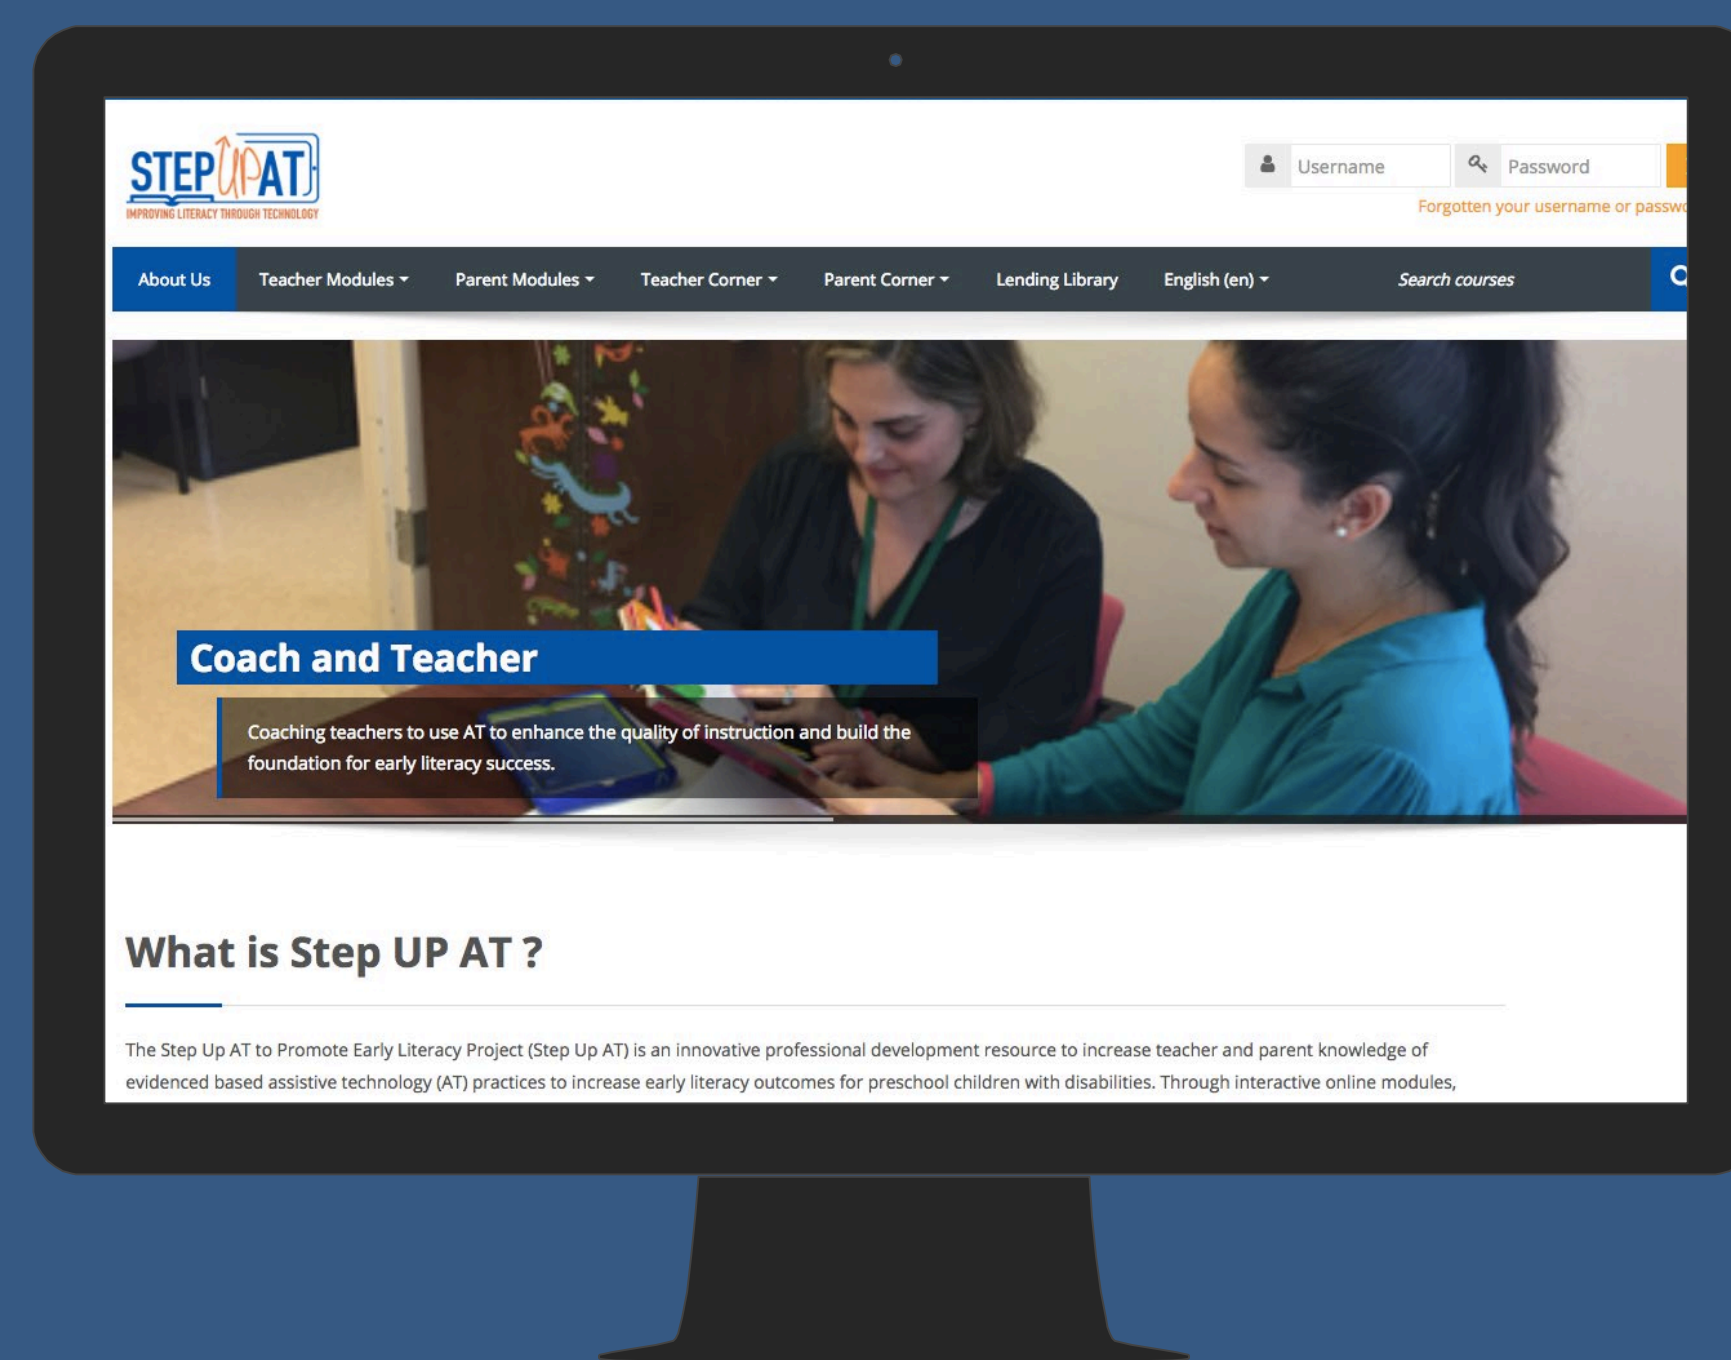 STEP UP AT
IMPROVING LITERACY THROUGH TECHNOLOGY
Username
Password
Forgotten your username or
About Us
Teacher Modules
Parent Modules
Teacher Corner
Parent Corner
Lending Library
English (en)
Search courses
Coach and Teacher
Coaching teachers to use AT to enhance the quality of instruction and build the
foundation for early literacy success.
What is Step UP AT ?
The Step Up AT to Promote Early Literacy Project (Step Up AT) is an innovative professional development resource to increase teacher and parent knowledge of
evidenced based assistive technology (AT) practices to increase early literacy outcomes for preschool children with disabilities. Through interactive online modules,